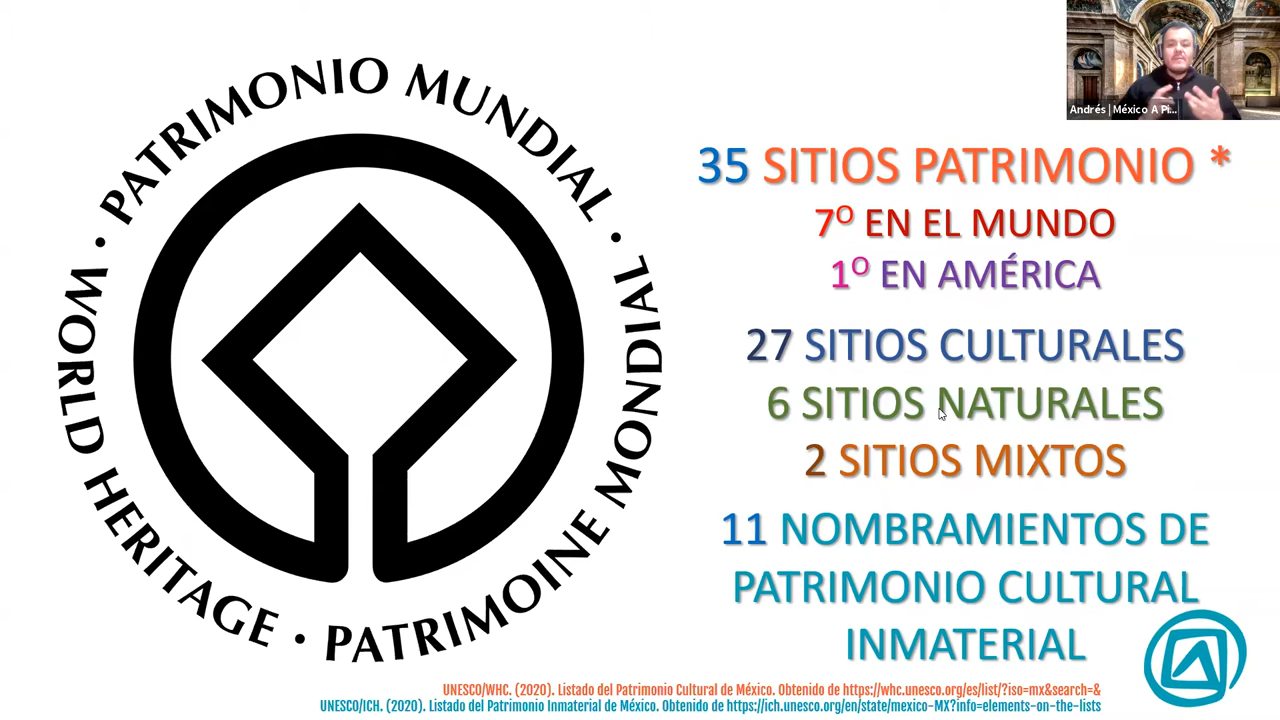 PATRIMONIO MUNDIAL ·
WORLD HERITAGE ·
PATRIMOINE MONDIAL ·
Andrés | México A Pi...
35 SITIOS PATRIMONIO *
7º EN EL MUNDO
1º EN AMÉRICA
27 SITIOS CULTURALES
6 SITIOS NATURALES
2 SITIOS MIXTOS
11 NOMBRAMIENTOS DE
PATRIMONIO CULTURAL
INMATERIAL
UNESCO/WHC. (2020). Listado del Patrimonio Cultural de México. Obtenido de https://whc.unesco.org/es/list/?iso=mx&search=&
UNESCO/ICH. (2020). Listado del Patrimonio Inmaterial de México. Obtenido de https://ich.unesco.org/en/state/mexico-MX?info=elements-on-the-lists